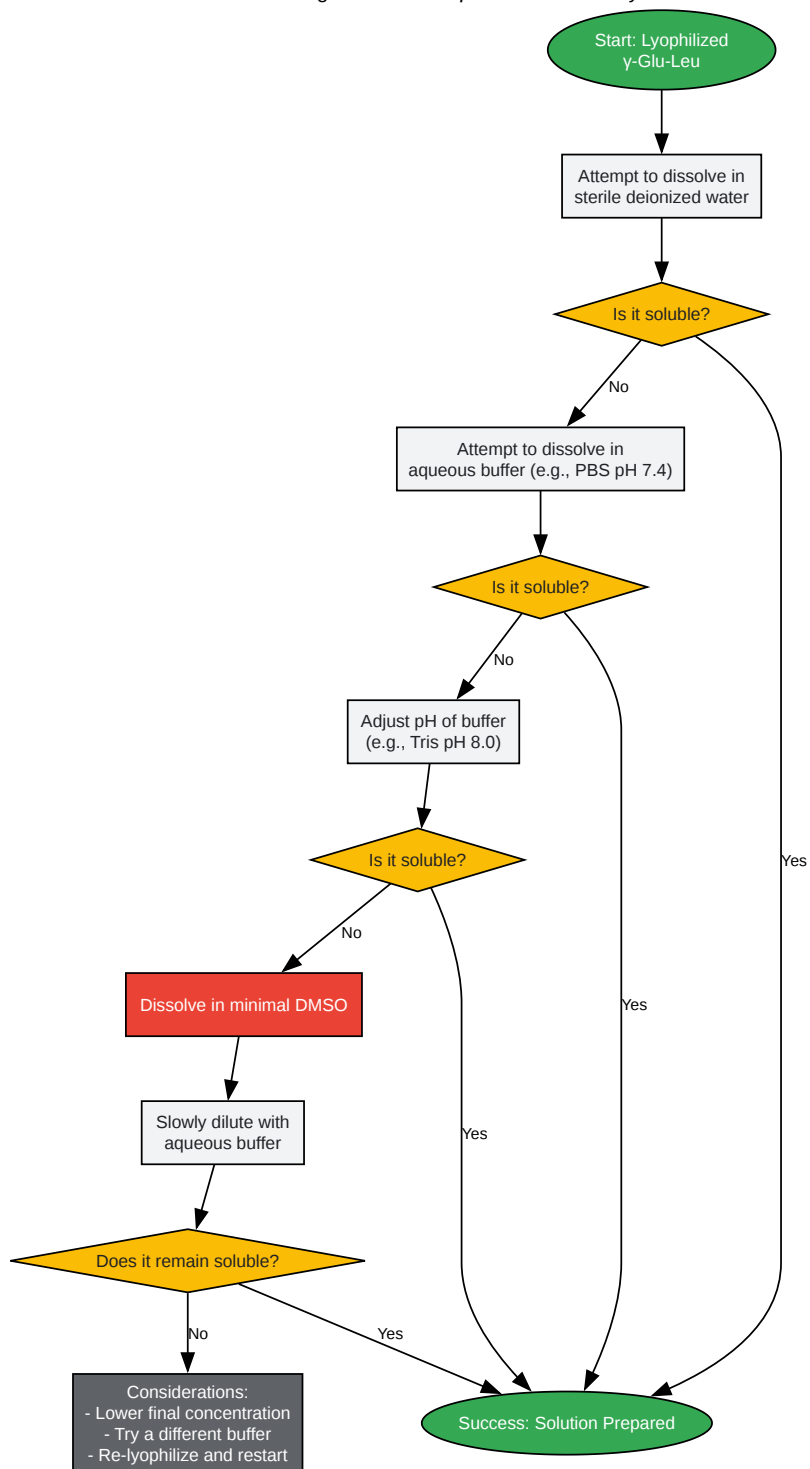 Start: Lyophilized
γ-Glu-Leu
Attempt to dissolve in
sterile deionized water
Is it soluble?
No
Attempt to dissolve in
aqueous buffer (e.g., PBS pH 7.4)
Is it soluble?
No
Adjust pH of buffer
(e.g., Tris pH 8.0)
Is it soluble?
Yes
No
Dissolve in minimal DMSO
Yes
Slowly dilute with
aqueous buffer
Yes
Does it remain soluble?
No
Yes
Considerations:
- Lower final concentration
- Try a different buffer
- Re-lyophilize and restart
Success: Solution Prepared